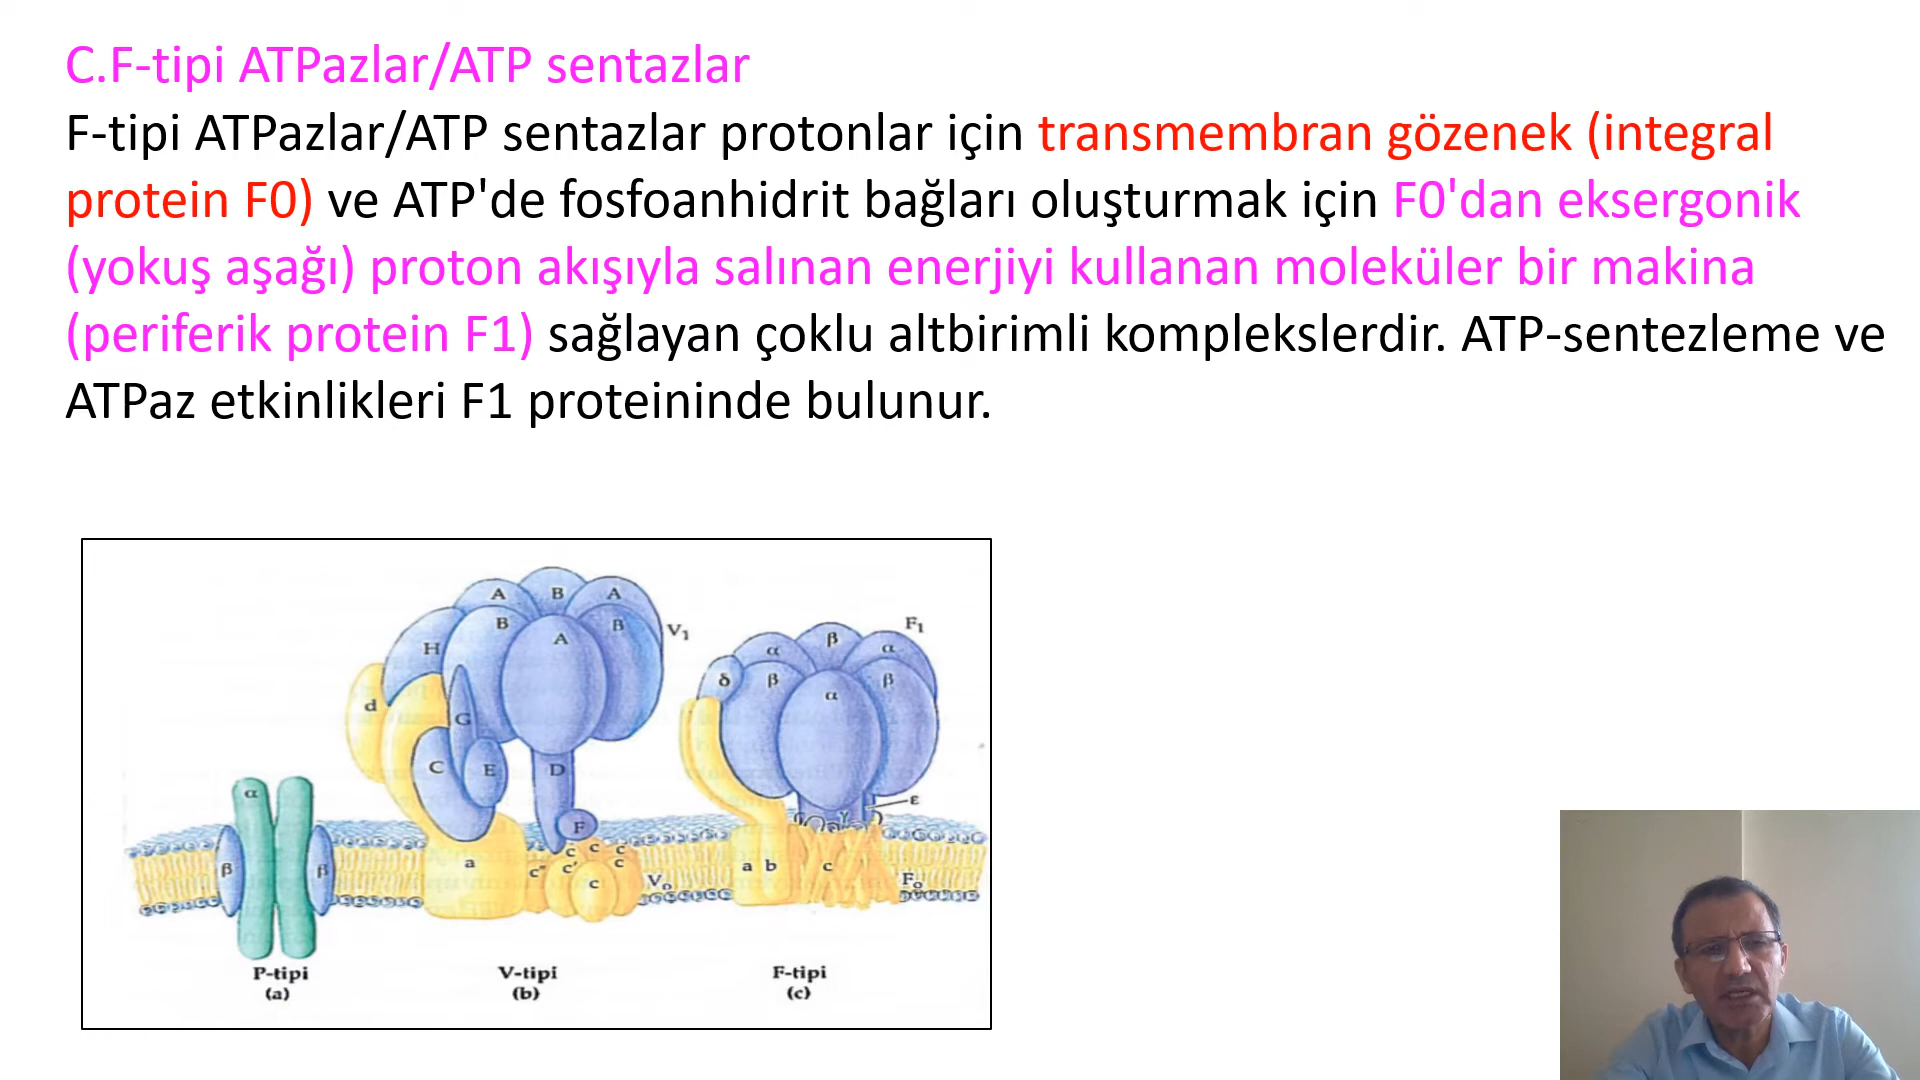 C.F-tipi ATPazlar/ATP sentazlar
F-tipi ATPazlar/ATP sentazlar protonlar için transmembran gözenek (integral
protein F0) ve ATP'de fosfoanhidrit bağları oluşturmak için F0'dan eksergonik
(yokuş aşağı) proton akışıyla salınan enerjiyi kullanan moleküler bir makina
(periferik protein F1) sağlayan çoklu altbirimli komplekslerdir. ATP-sentezleme ve
ATPaz etkinlikleri F1 proteininde bulunur.
α
β
β
P-tipi
(a)
A
B
A
B
A
B
H
V₁
d
G
C
E
D
F
a
c"
c'
c
c
c
c
c
V₀
V-tipi
(b)
β
F₁
α
α
δ
β
α
β
ε
γ
a
b
c
F₀
F-tipi
(c)